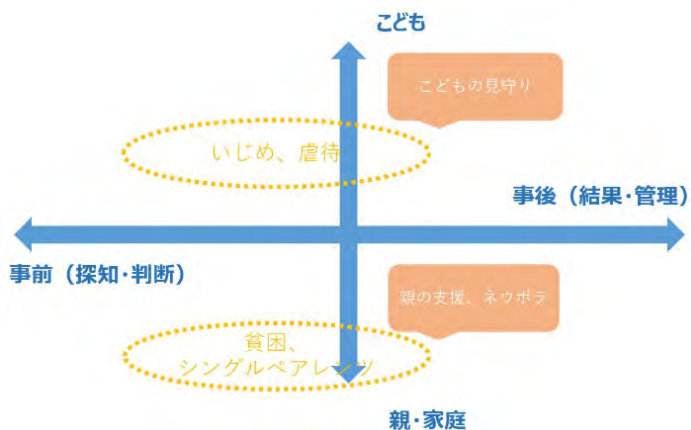 こども
こどもの見守り
いじめ、虐待
事後（結果・管理）
事前（探知・判断）
親の支援、ネウボラ
貧困、
シングルペアレンツ
親・家庭